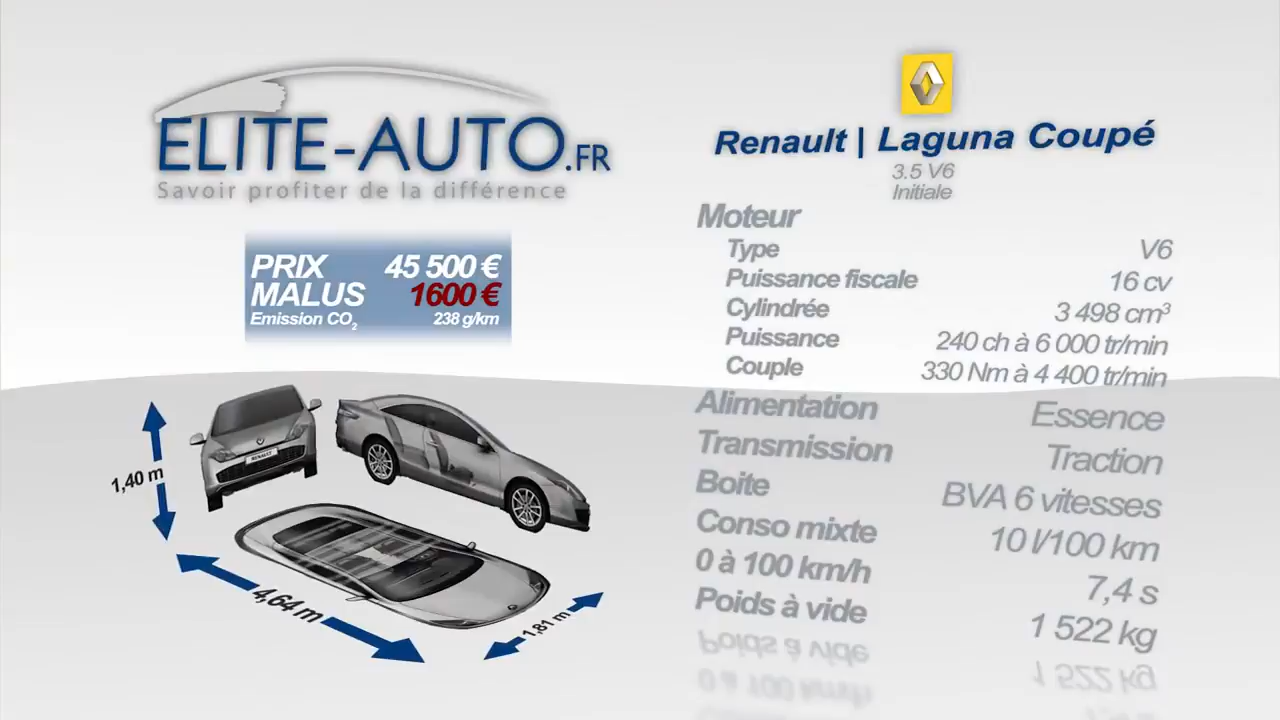 ELITE-AUTO.FR
Savoir profiter de la différence
PRIX 45 500 €
MALUS 1600 €
Emission CO2 238 g/km
1,40 m
RENAULT
4,64 m
1,81 m
Renault | Laguna Coupé
3.5 V6
Initiale
Moteur
Type V6
Puissance fiscale 16 cv
Cylindrée 3 498 cm³
Puissance 240 ch à 6 000 tr/min
Couple 330 Nm à 4 400 tr/min
Alimentation Essence
Transmission Traction
Boite BVA 6 vitesses
Conso mixte 10 l/100 km
0 à 100 km/h 7,4 s
Poids à vide 1 522 kg